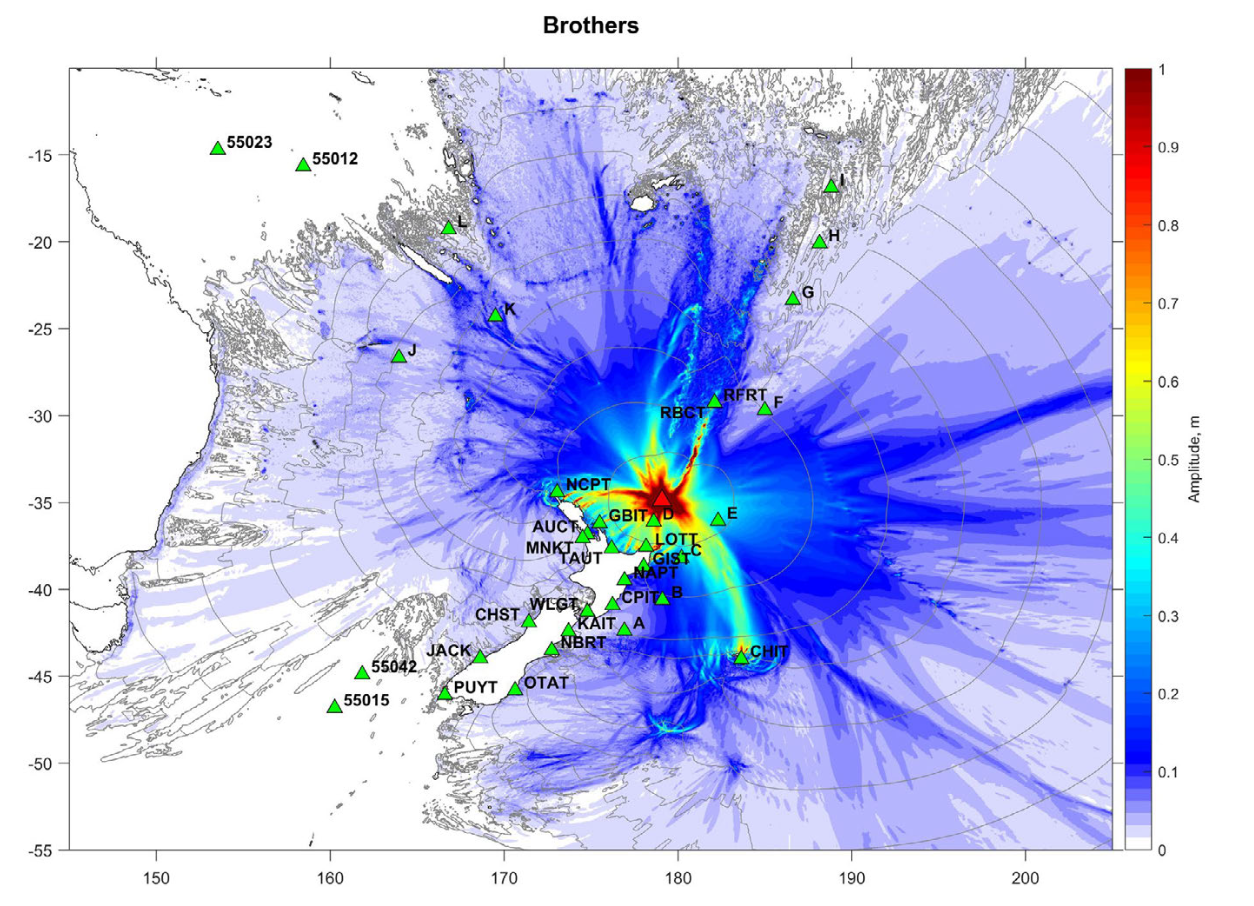 Brothers
1
0.9
0.8
0.7
0.6
0.5
0.4
0.3
0.2
0.1
0
Amplitude, m
-15
-20
-25
-30
-35
-40
-45
-50
-55
150
160
170
180
190
200
55023
55012
I
L
H
G
K
J
RFRT
F
RBCT
NCPT
GBIT
D
E
AUCT
MNKT
LOTT
TAUT
GIST
C
NAPT
CPIT
B
WLGT
CHST
KAIT
A
NBRT
JACK
CHIT
55042
PUYT
OTAT
55015